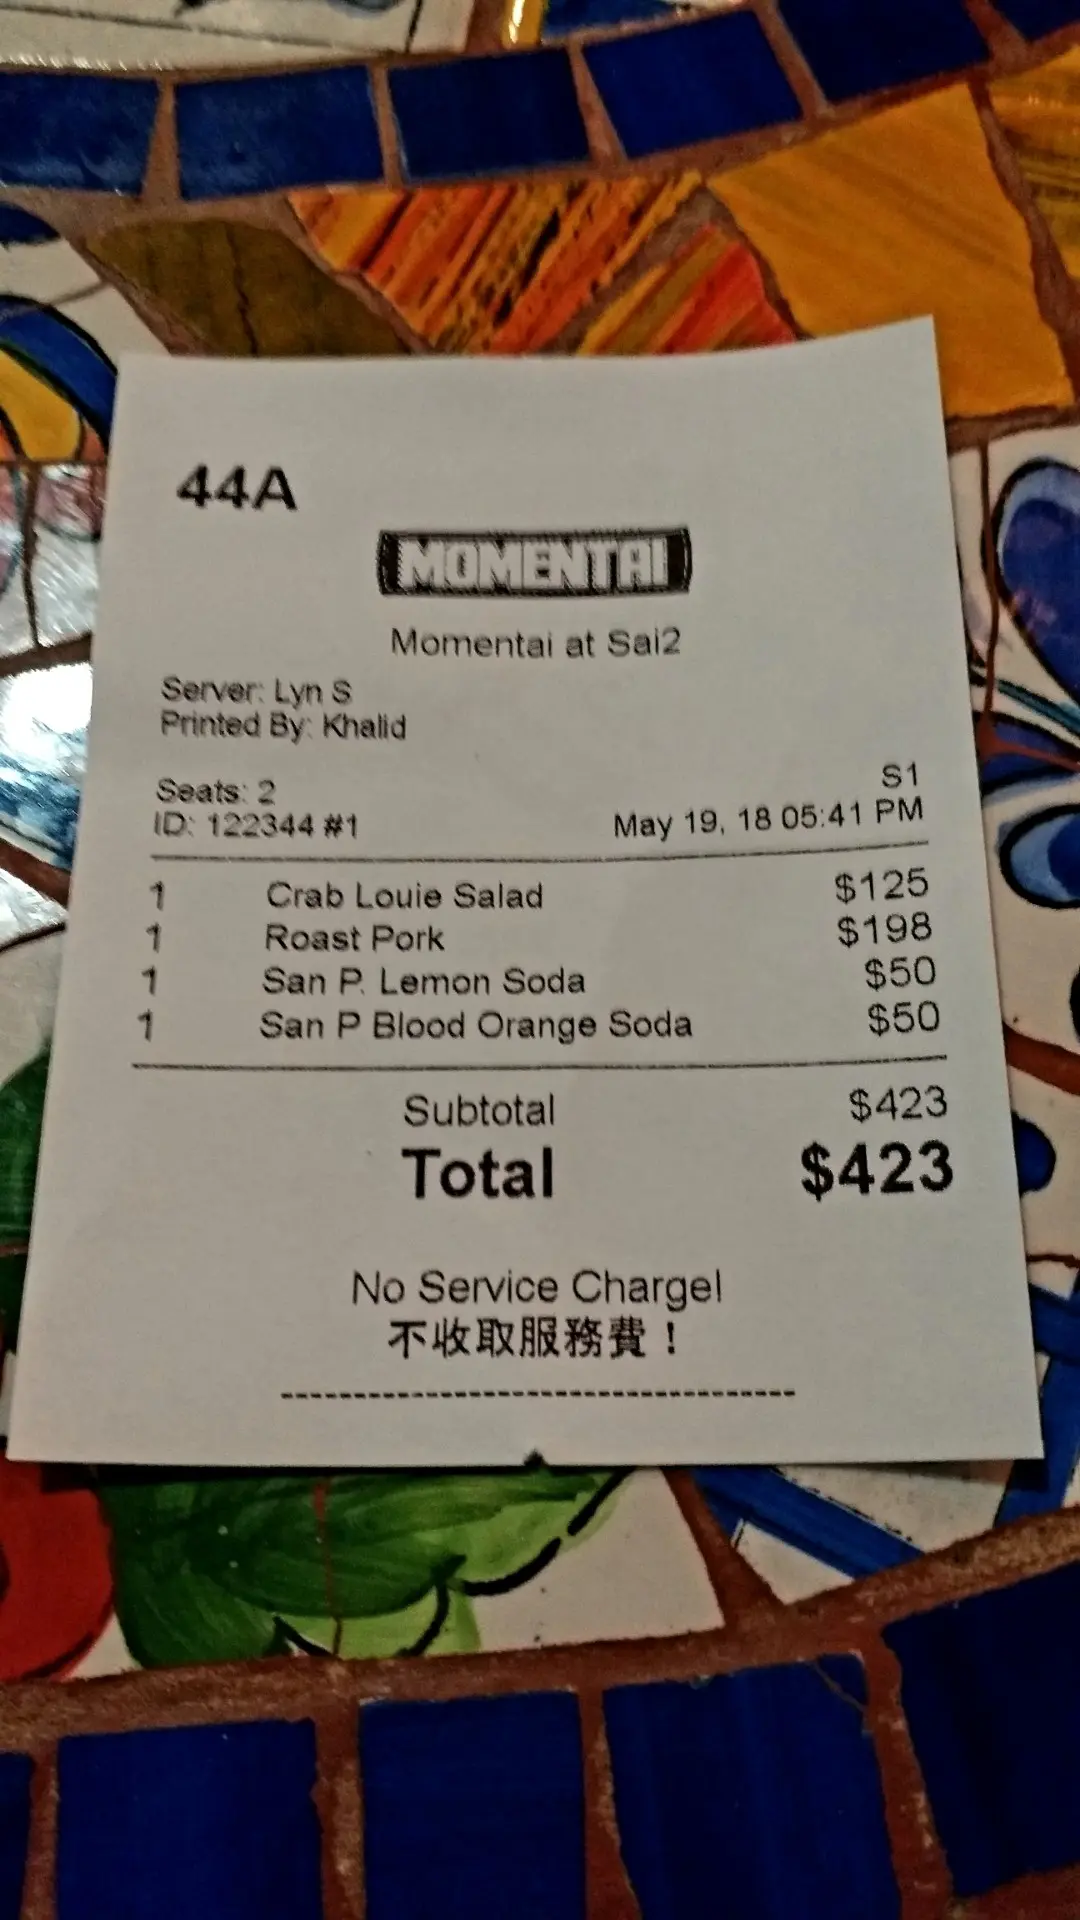 44A
MOMENTAI
Momentai at Sai2
Server: Lyn S
Printed By: Khalid
S1
Seats: 2
ID: 122344 #1 May 19, 18 05:41 PM
1 Crab Louie Salad $125
1 Roast Pork $198
1 San P. Lemon Soda $50
1 San P Blood Orange Soda $50
Subtotal $423
Total $423
No Service Charge!
不收取服務費！